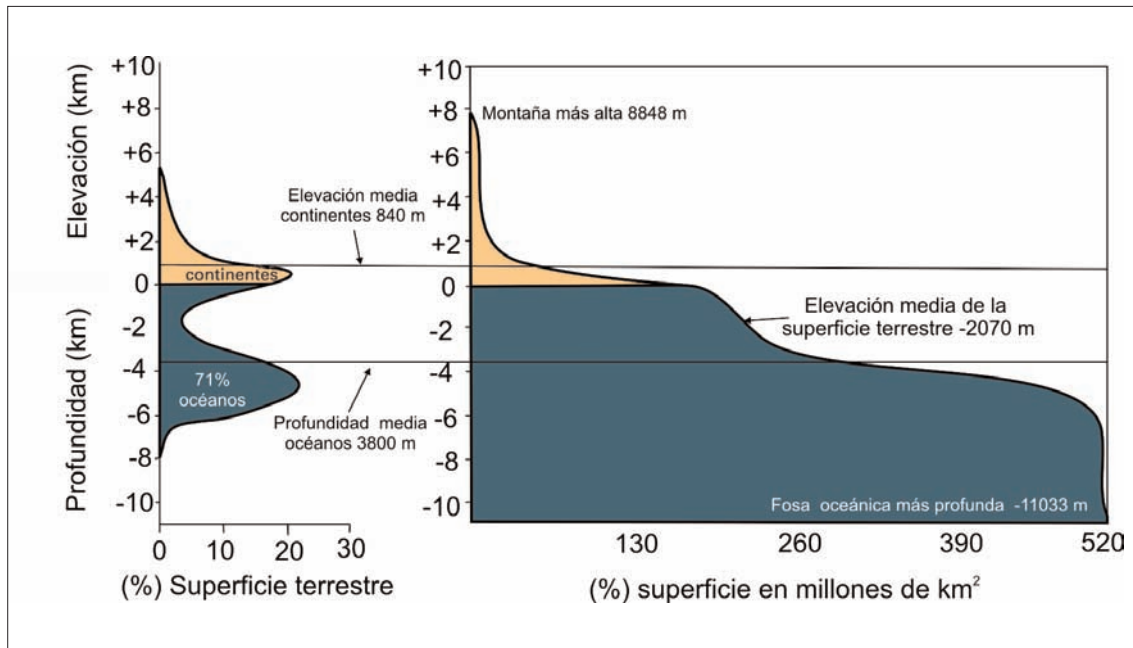 Elevación (km)
Profundidad (km)
+10
+8
+6
+4
+2
0
-2
-4
-6
-8
-10
continentes
71%
océanos
0
10
20
30
(%) Superficie terrestre
Elevación media
continentes 840 m
Profundidad media
océanos 3800 m
+10
+8
+6
+4
+2
0
-2
-4
-6
-8
-10
Montaña más alta 8848 m
Elevación media de la
superficie terrestre -2070 m
Fosa oceánica más profunda -11033 m
130
260
390
520
(%) superficie en millones de km²